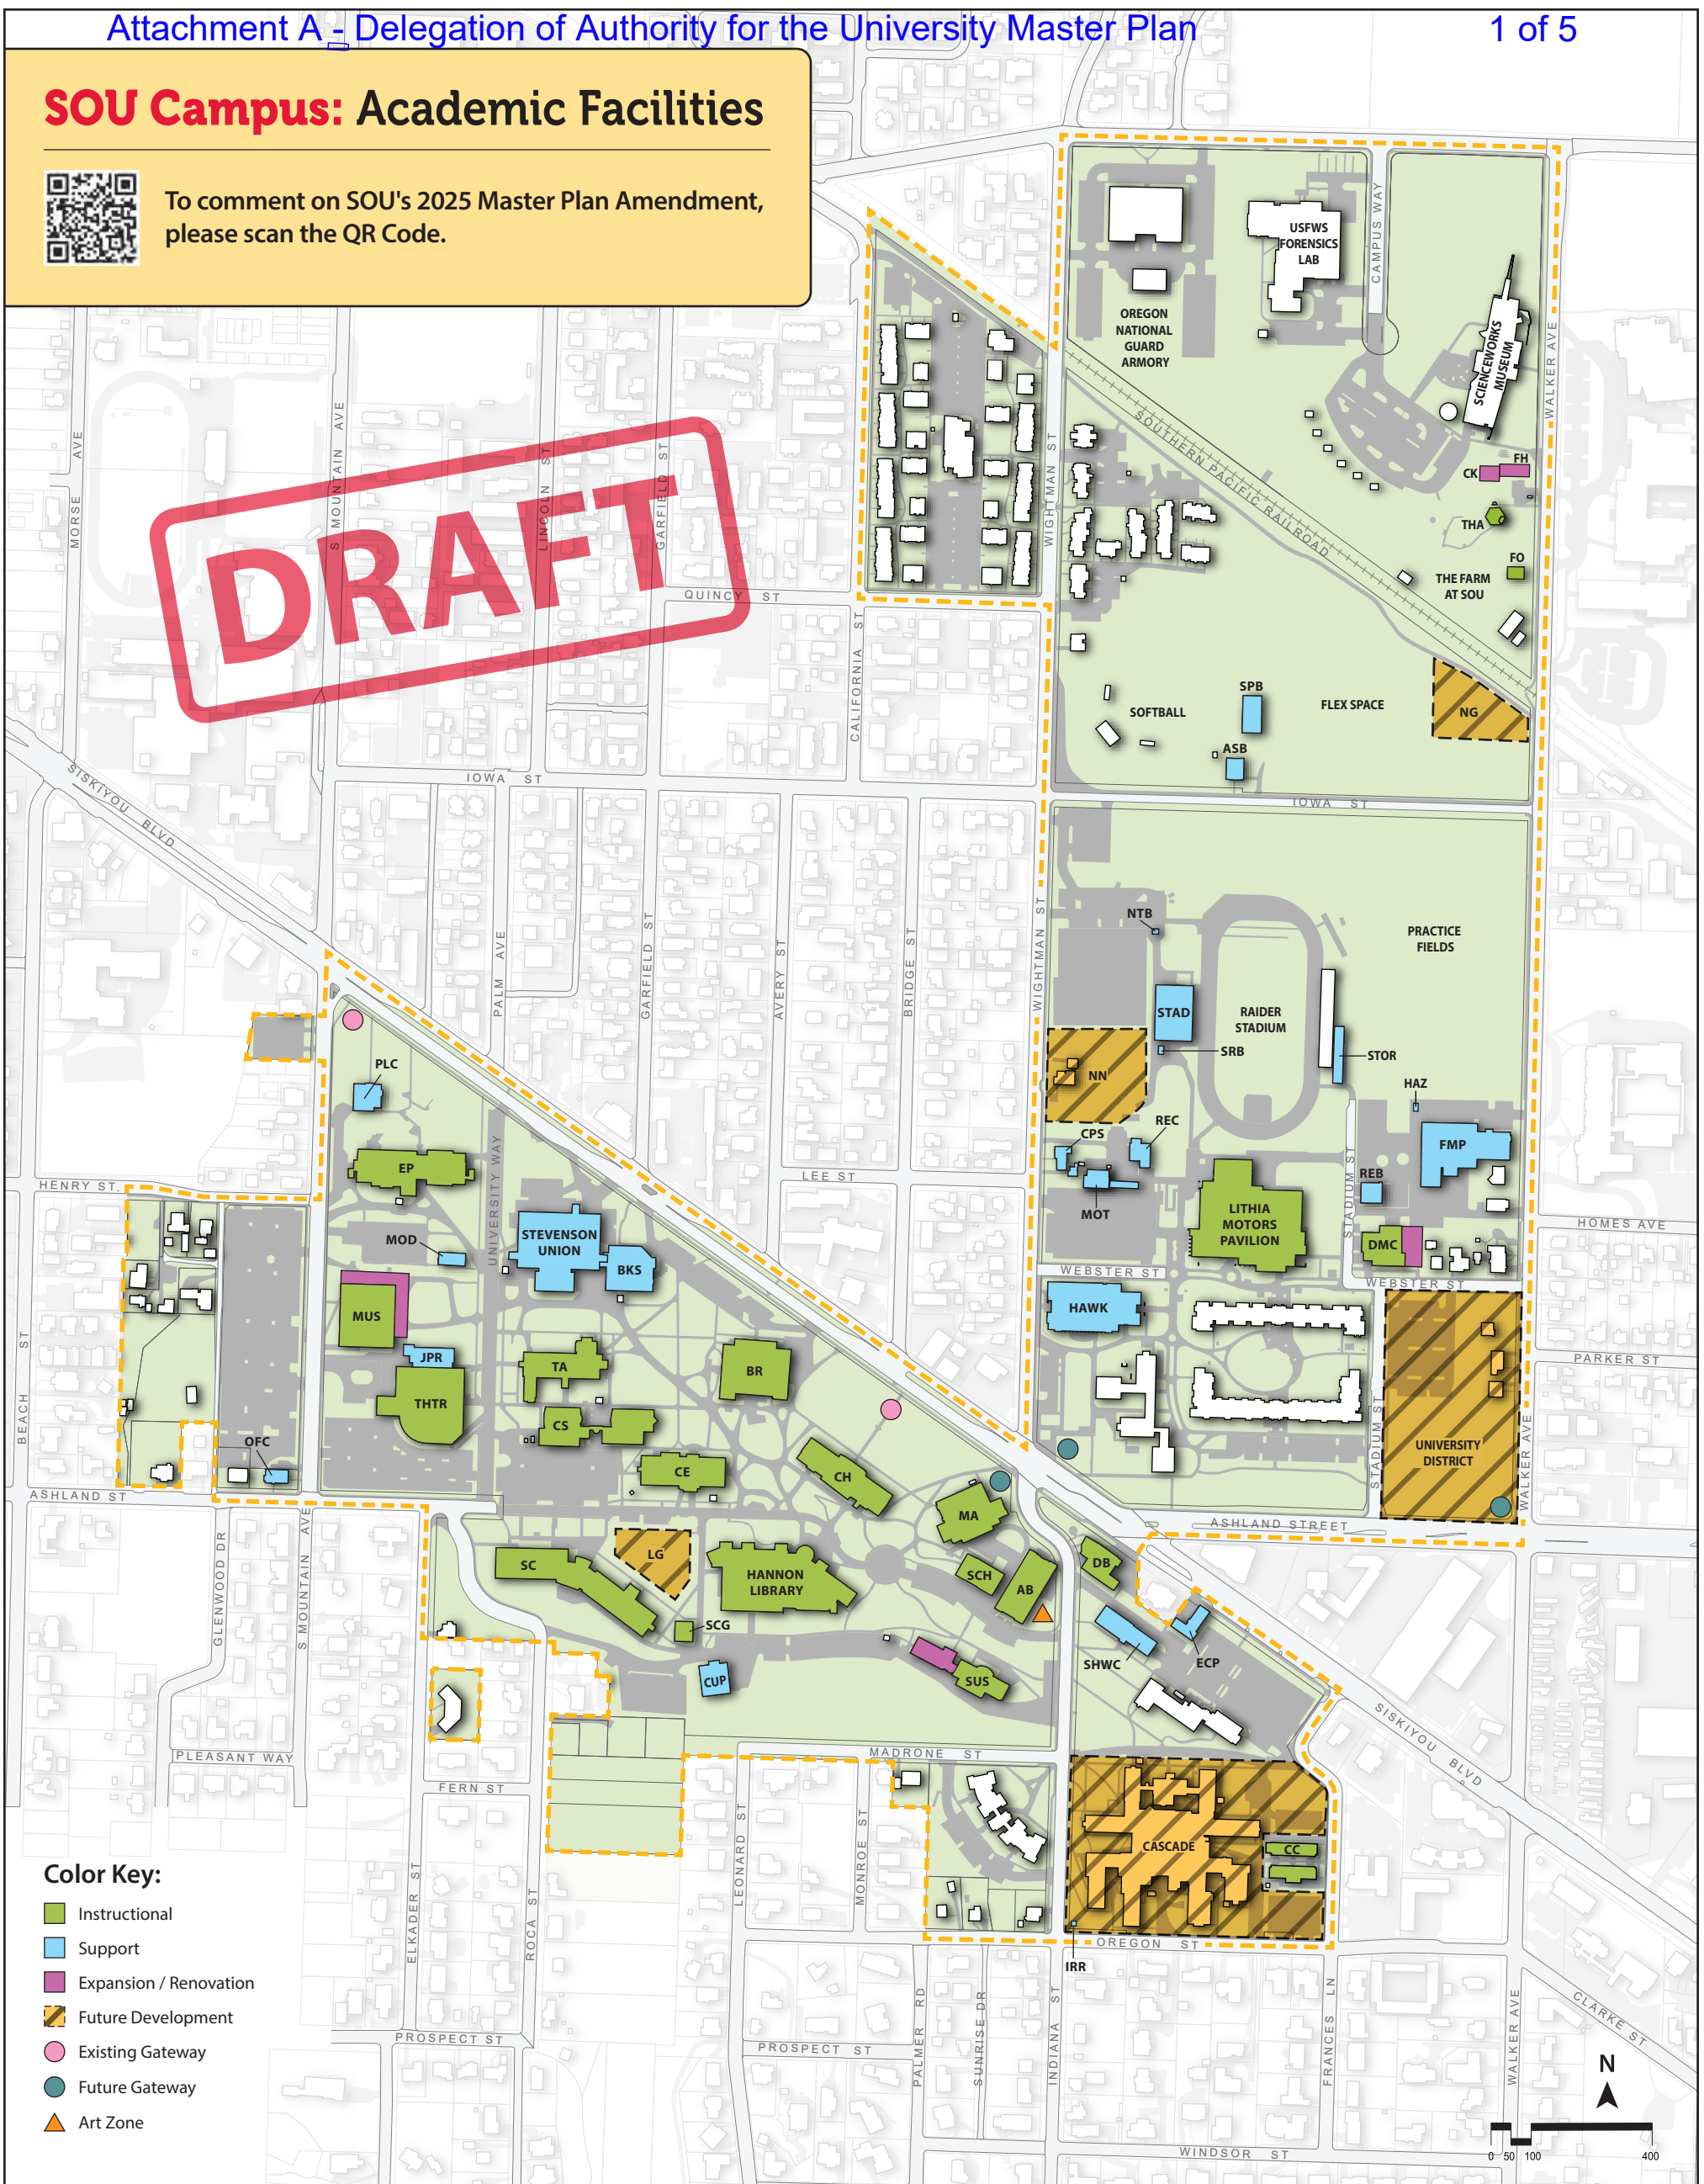 Attachment A - Delegation of Authority for the University Master Plan
1 of 5
SOU Campus: Academic Facilities
To comment on SOU's 2025 Master Plan Amendment,
please scan the QR Code.
DRAFT
USFWS
FORENSICS
LAB
CAMPUS WAY
OREGON
NATIONAL
GUARD
ARMORY
SCIENCEWORKS
MUSEUM
WALKER AVE
SOUTHERN PACIFIC RAILROAD
CK
FH
THA
FO
THE FARM
AT SOU
NG
MORSE AVE
S MOUNTAIN AVE
LINCOLN ST
GARFIELD ST
WIGHTMAN ST
QUINCY ST
CALIFORNIA ST
SPB
SOFTBALL
FLEX SPACE
ASB
SISKIYOU BLVD
IOWA ST
IOWA ST
PALM AVE
GARFIELD ST
AVERY ST
BRIDGE ST
WIGHTMAN ST
NTB
PRACTICE
FIELDS
STAD
RAIDER
STADIUM
SRB
STOR
NN
HAZ
PLC
CPS
REC
FMP
EP
LEE ST
REB
HENRY ST.
UNIVERSITY WAY
MOT
LITHIA
MOTORS
PAVILION
STADIUM ST
HOMES AVE
MOD
STEVENSON
UNION
BKS
DMC
WEBSTER ST
WEBSTER ST
MUS
HAWK
JPR
TA
BR
PARKER ST
THTR
CS
BEACH ST
OFC
CE
CH
UNIVERSITY
DISTRICT
STADIUM ST
WALKER AVE
ASHLAND ST
MA
ASHLAND STREET
GLENWOOD DR
S MOUNTAIN AVE
SC
LG
HANNON
LIBRARY
SCH
AB
DB
SCG
SHWC
ECP
CUP
SUS
SISKIYOU BLVD
PLEASANT WAY
MADRONE ST
FERN ST
LEONARD ST
MONROE ST
CASCADE
CC
Color Key:
Instructional
Support
Expansion / Renovation
Future Development
Existing Gateway
Future Gateway
Art Zone
ELKADER ST
ROCA ST
OREGON ST
IRR
PROSPECT ST
PROSPECT ST
PALMER RD
SUNRISE DR
INDIANA ST
FRANCES LN
WALKER AVE
CLARKE ST
N
WINDSOR ST
0 50 100 400